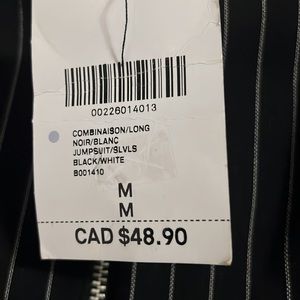 00226014013
COMBINAISON/LONG
NOIR/BLANC
JUMPSUIT/SLVLS
BLACK/WHITE
B001410
M
M
CAD $48.90